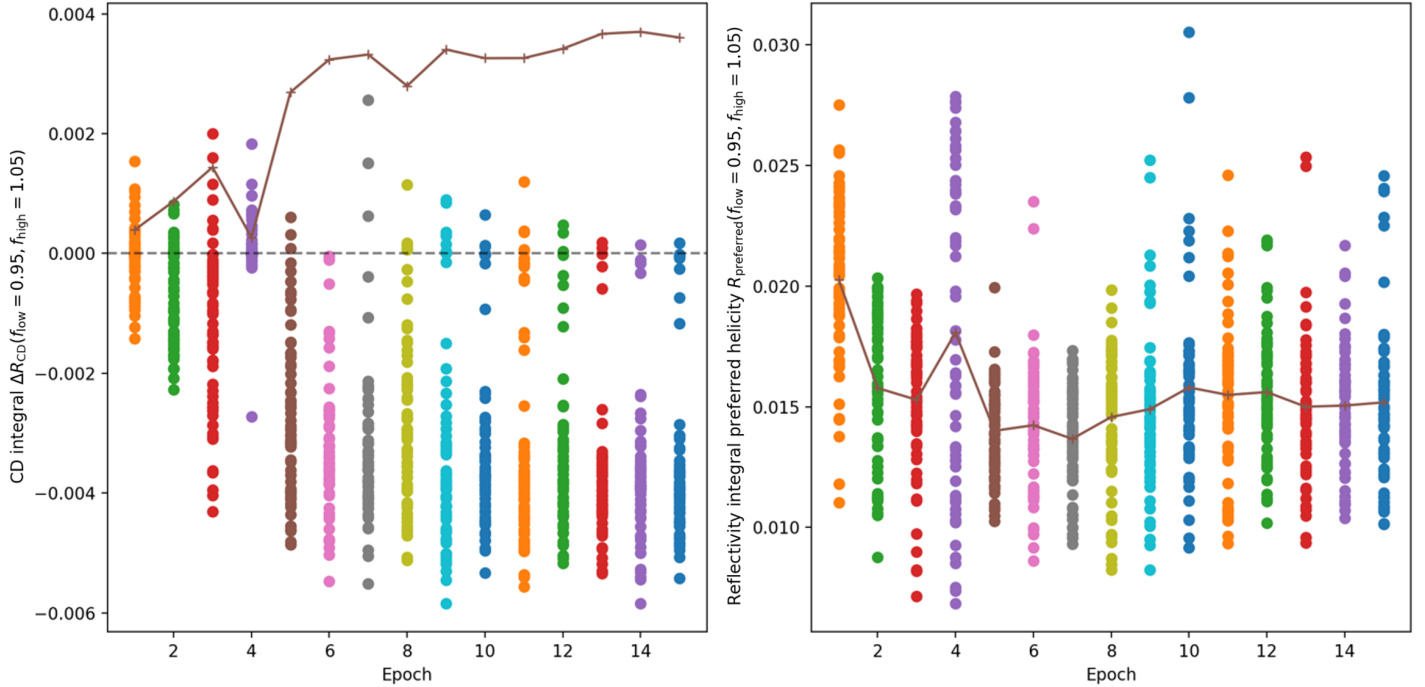 CD integral ΔR_CD(f_low = 0.95, f_high = 1.05)
0.004
0.002
0.000
−0.002
−0.004
−0.006
2 4 6 8 10 12 14
Epoch
Reflectivity integral preferred helicity R_preferred(f_low = 0.95, f_high = 1.05)
0.030
0.025
0.020
0.015
0.010
2 4 6 8 10 12 14
Epoch